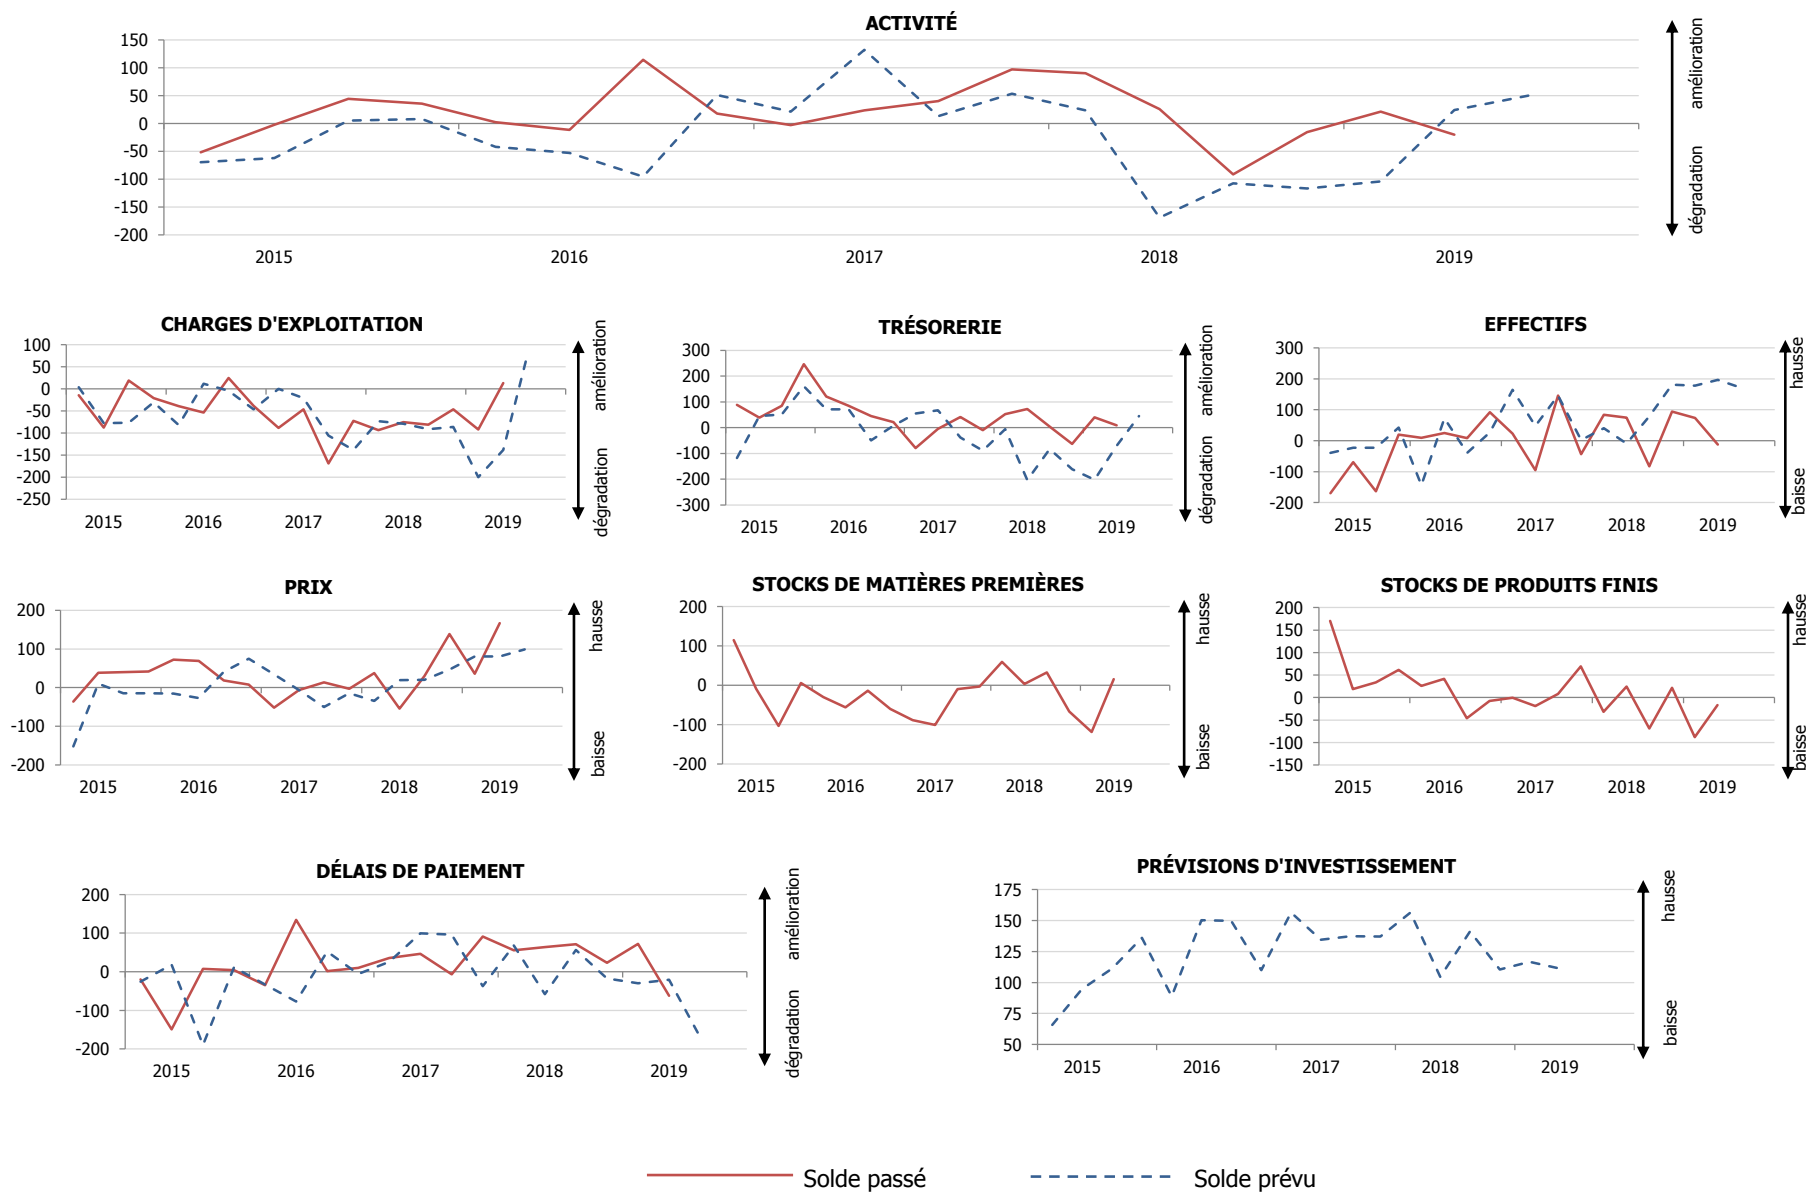 ACTIVITÉ
150
100
50
0
-50
-100
-150
-200
2015 2016 2017 2018 2019
amélioration
dégradation
CHARGES D'EXPLOITATION
100
50
0
-50
-100
-150
-200
-250
2015 2016 2017 2018 2019
amélioration
dégradation
TRÉSORERIE
300
200
100
0
-100
-200
-300
2015 2016 2017 2018 2019
amélioration
dégradation
EFFECTIFS
300
200
100
0
-100
-200
2015 2016 2017 2018 2019
hausse
baisse
PRIX
200
100
0
-100
-200
2015 2016 2017 2018 2019
hausse
baisse
STOCKS DE MATIÈRES PREMIÈRES
200
100
0
-100
-200
2015 2016 2017 2018 2019
hausse
baisse
STOCKS DE PRODUITS FINIS
200
150
100
50
0
-50
-100
-150
2015 2016 2017 2018 2019
hausse
baisse
DÉLAIS DE PAIEMENT
200
100
0
-100
-200
2015 2016 2017 2018 2019
amélioration
dégradation
PRÉVISIONS D'INVESTISSEMENT
175
150
125
100
75
50
2015 2016 2017 2018 2019
hausse
baisse
Solde passé Solde prévu